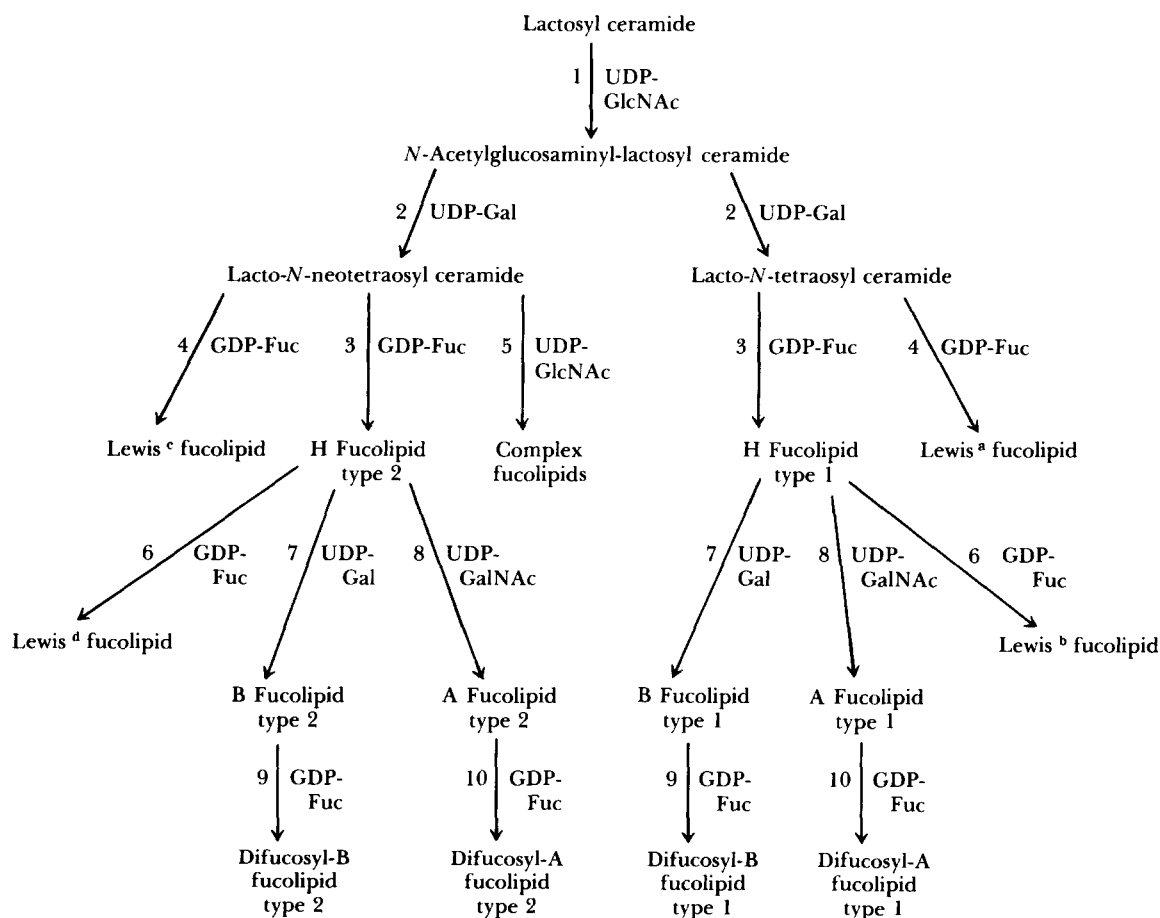 Lactosyl ceramide
1 UDP-
GlcNAc
N-Acetylglucosaminyl-lactosyl ceramide
2 UDP-Gal
2 UDP-Gal
Lacto-N-neotetraosyl ceramide
Lacto-N-tetraosyl ceramide
4 GDP-Fuc
3 GDP-Fuc
5 UDP-
GlcNAc
3 GDP-Fuc
4 GDP-Fuc
Lewis c fucolipid
H Fucolipid
type 2
Complex
fucolipids
H Fucolipid
type 1
Lewis a fucolipid
6 GDP-
Fuc
7 UDP-
Gal
8 UDP-
GalNAc
7 UDP-
Gal
8 UDP-
GalNAc
6 GDP-
Fuc
Lewis d fucolipid
Lewis b fucolipid
B Fucolipid
type 2
A Fucolipid
type 2
B Fucolipid
type 1
A Fucolipid
type 1
9 GDP-
Fuc
10 GDP-
Fuc
9 GDP-
Fuc
10 GDP-
Fuc
Difucosyl-B
fucolipid
type 2
Difucosyl-A
fucolipid
type 2
Difucosyl-B
fucolipid
type 1
Difucosyl-A
fucolipid
type 1